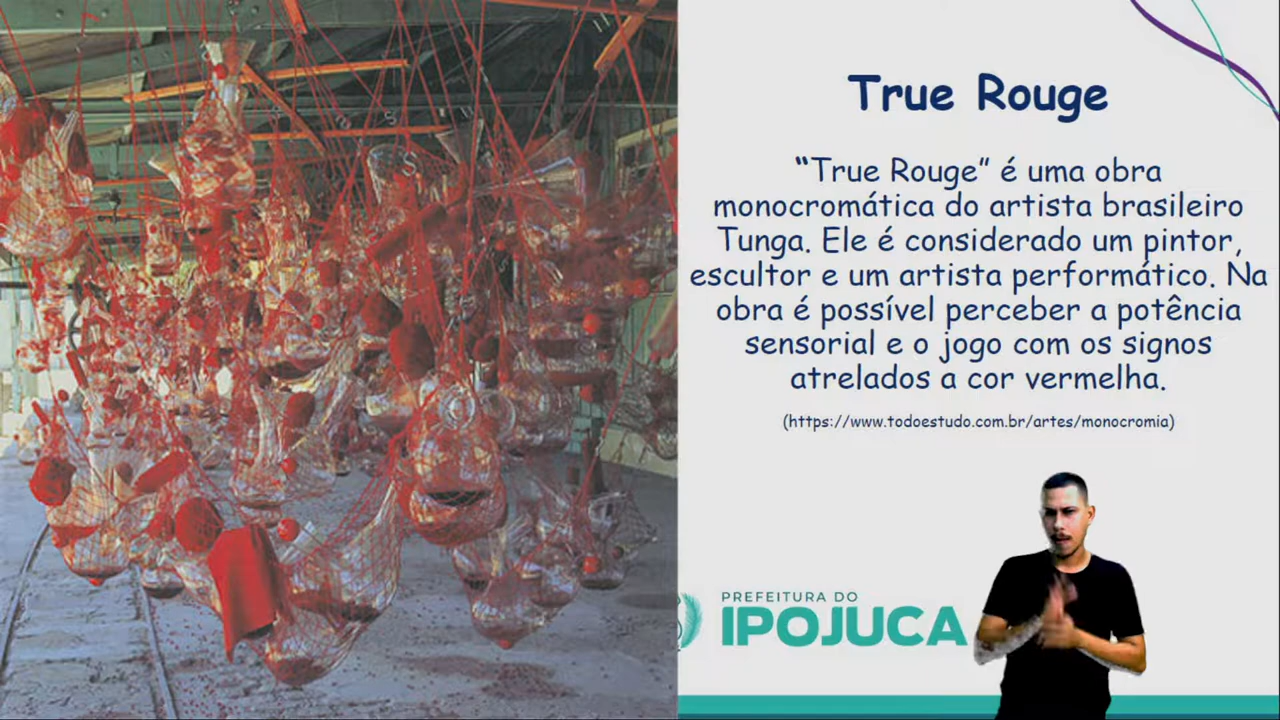 True Rouge
“True Rouge” é uma obra
monocromática do artista brasileiro
Tunga. Ele é considerado um pintor,
escultor e um artista performático. Na
obra é possível perceber a potência
sensorial e o jogo com os signos
atrelados a cor vermelha.
(https://www.todoestudo.com.br/artes/monocromia)
PREFEITURA DO
IPOJUCA